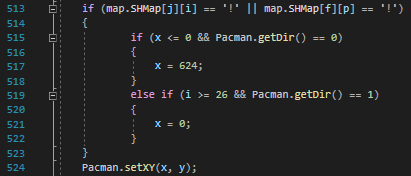 513 if (map.SHMap[j][i] == '!' || map.SHMap[f][p] == '!')
514 {
515 if (x <= 0 && Pacman.getDir() == 0)
516 {
517 x = 624;
518 }
519 else if (i >= 26 && Pacman.getDir() == 1)
520 {
521 x = 0;
522 }
523 }
524 Pacman.setXY(x, y);